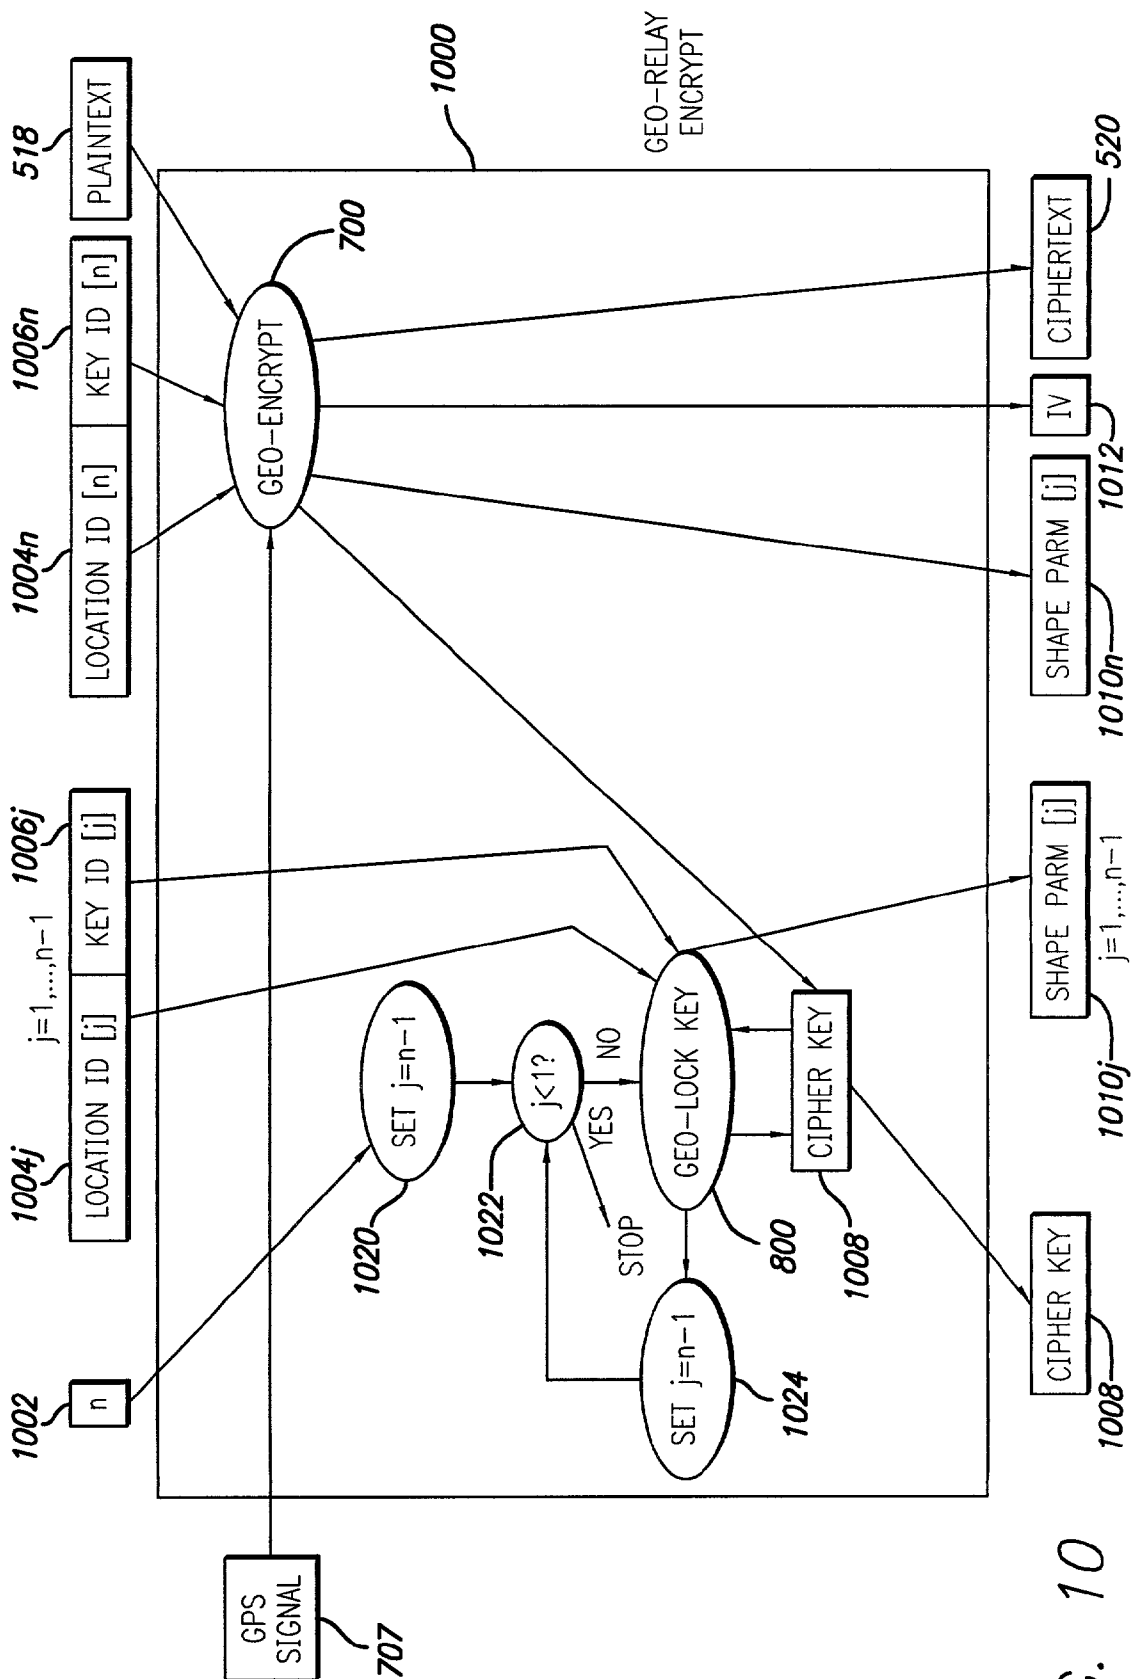 1002
n
1004j
j=1,...,n-1
1006j
LOCATION ID [j]
KEY ID [j]
1004n
1006n
LOCATION ID [n]
KEY ID [n]
518
PLAINTEXT
1000
GPS
SIGNAL
707
GEO-ENCRYPT
700
SET j=n-1
1020
j<1?
1022
YES
NO
STOP
GEO-LOCK KEY
800
SET j=n-1
1024
CIPHER KEY
1008
GEO-RELAY
ENCRYPT
CIPHER KEY
1008
SHAPE PARM [j]
j=1,...,n-1
1010j
SHAPE PARM [j]
1010n
IV
1012
CIPHERTEXT
520
G. 10